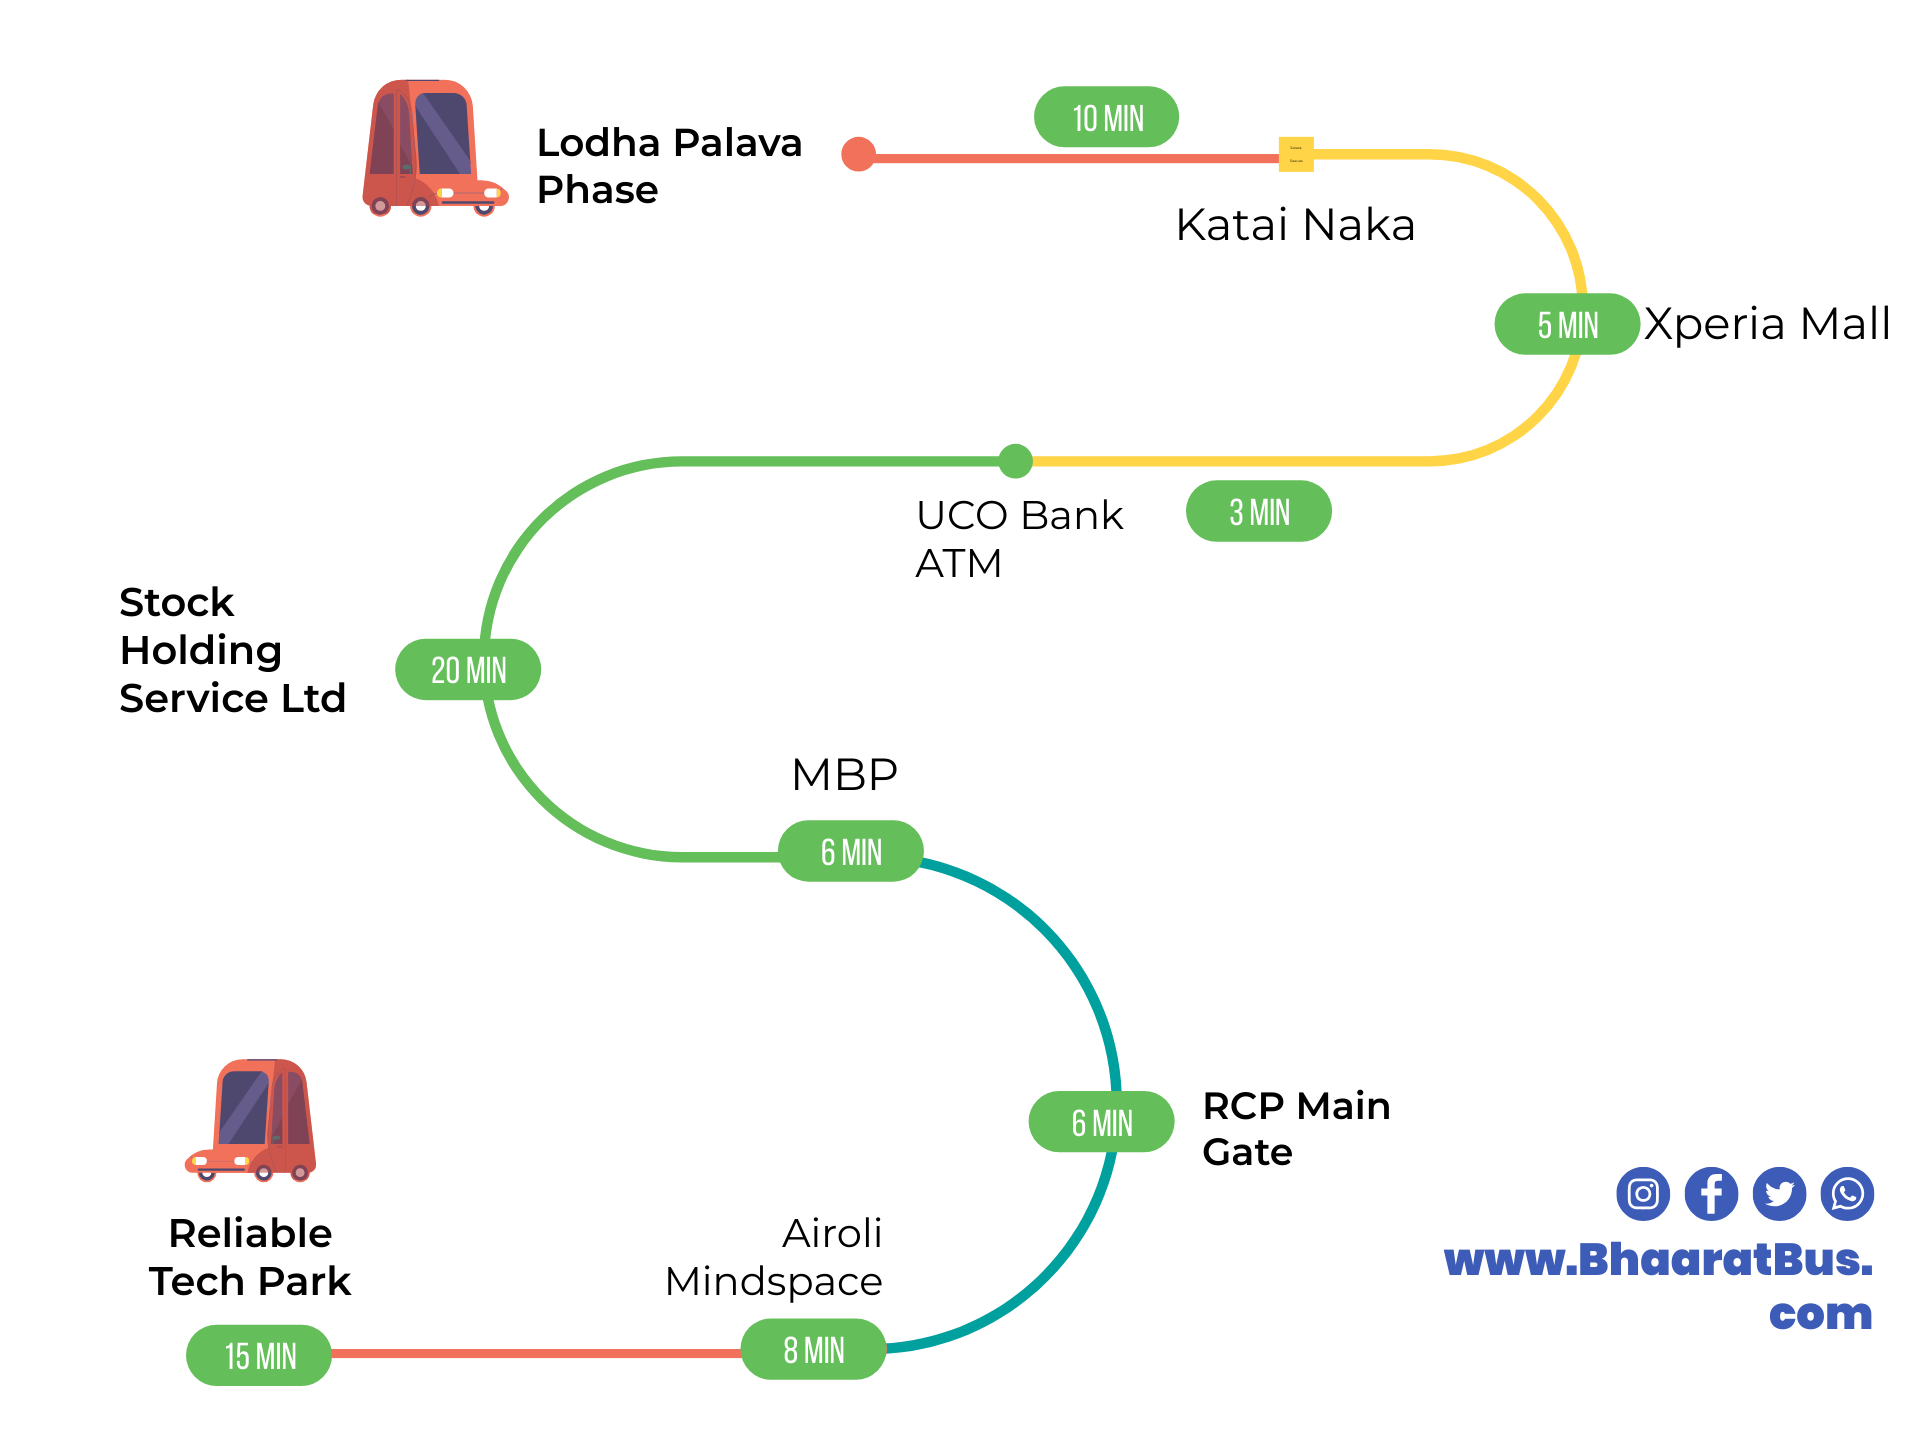 10 MIN
Lodha Palava
Phase
Katai Naka
5 MIN
Xperia Mall
UCO Bank
ATM
3 MIN
Stock
Holding
Service Ltd
20 MIN
MBP
6 MIN
6 MIN
RCP Main
Gate
Reliable
Tech Park
15 MIN
Airoli
Mindspace
8 MIN
www.BhaaratBus.
com